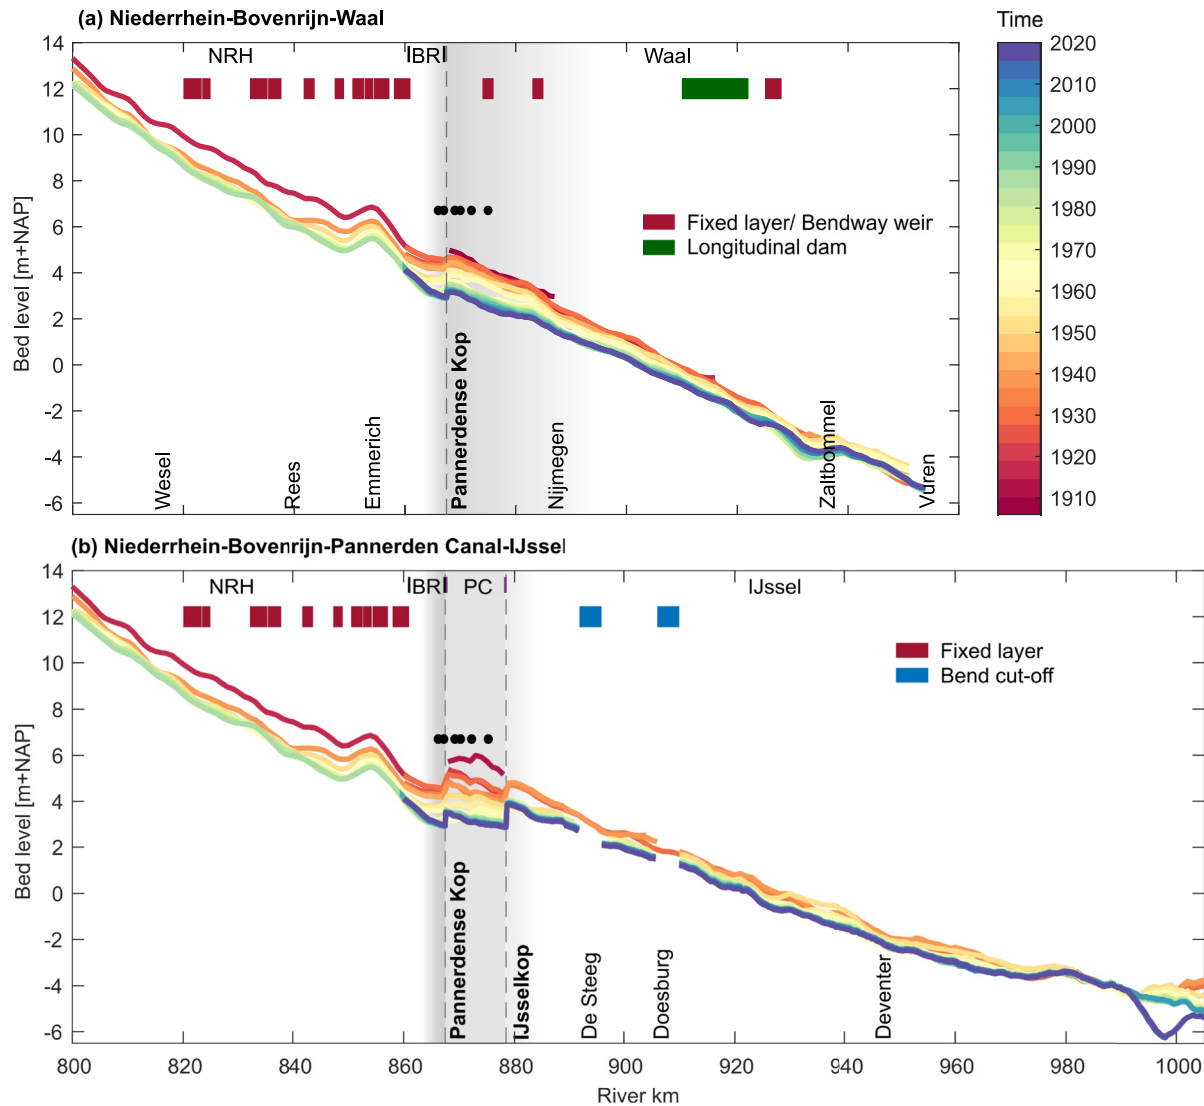 (a) Niederrhein-Bovenrijn-Waal
Time
14
12
10
8
6
4
2
0
-2
-4
-6
Bed level [m+NAP]
NRH
BR
Waal
Fixed layer/ Bendway weir
Longitudinal dam
Wesel
Rees
Emmerich
Pannerdense Kop
Nijmegen
Zaltbommel
Vuren
2020
2010
2000
1990
1980
1970
1960
1950
1940
1930
1920
1910
(b) Niederrhein-Bovenrijn-Pannerden Canal-IJssel
14
12
10
8
6
4
2
0
-2
-4
-6
Bed level [m+NAP]
NRH
BR
PC
IJssel
Fixed layer
Bend cut-off
Pannerdense Kop
IJsselkop
De Steeg
Doesburg
Deventer
800
820
840
860
880
900
920
940
960
980
1000
River km